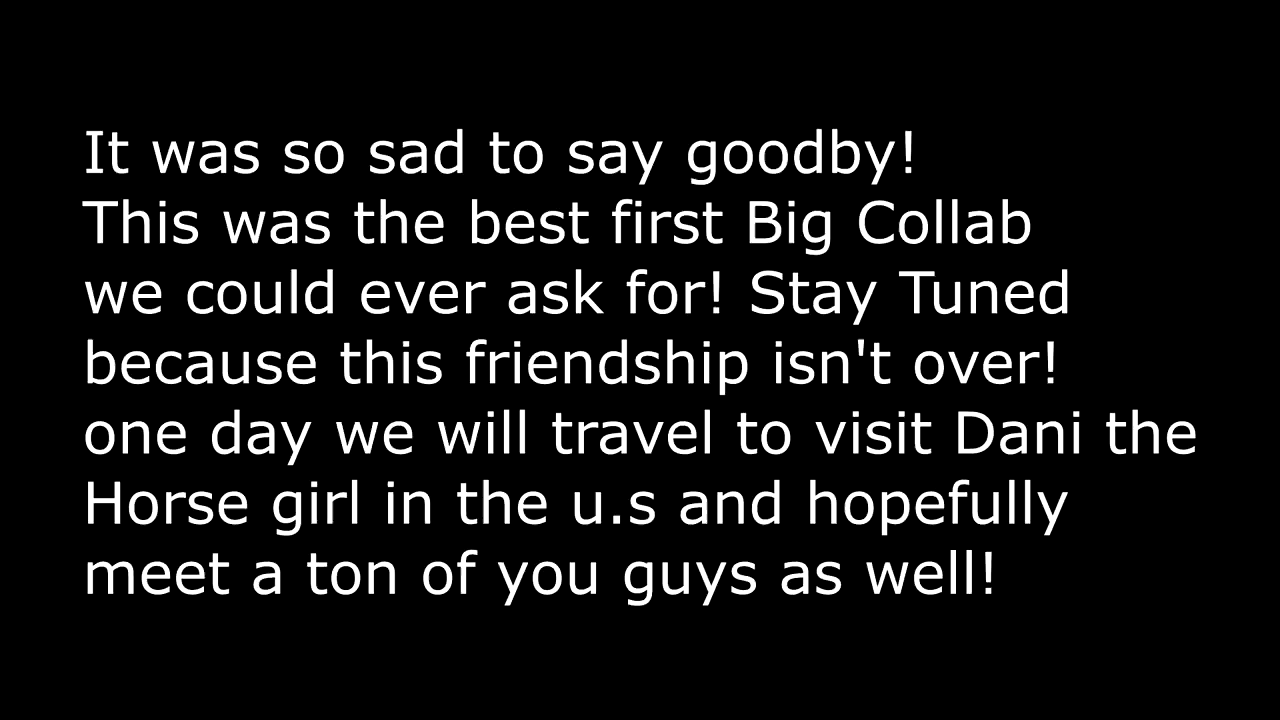 It was so sad to say goodby!
This was the best first Big Collab
we could ever ask for! Stay Tuned
because this friendship isn't over!
one day we will travel to visit Dani the
Horse girl in the u.s and hopefully
meet a ton of you guys as well!